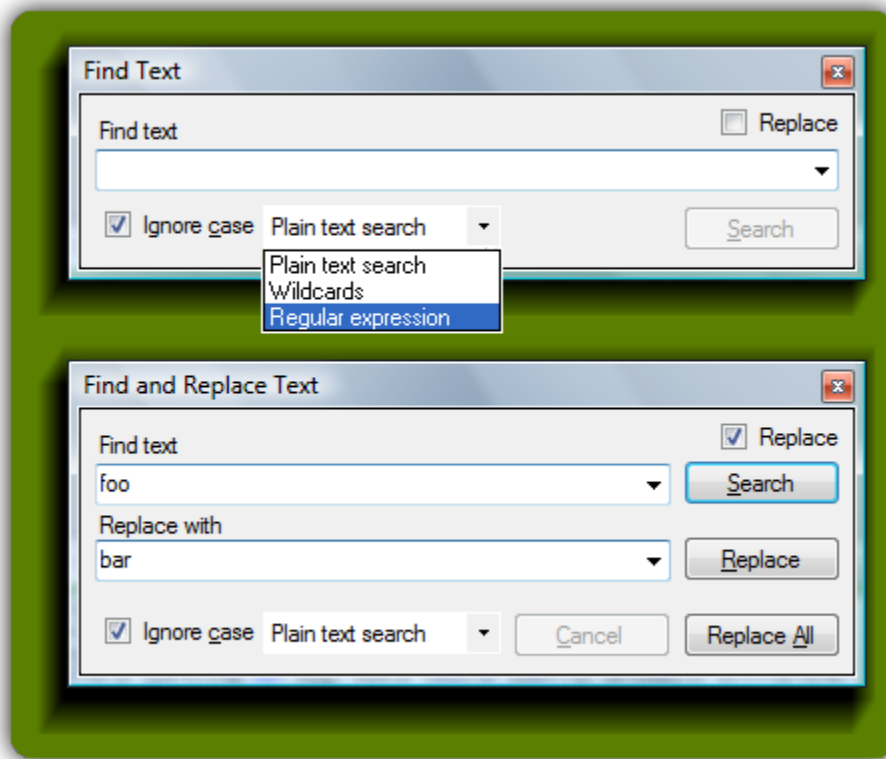 Find Text
Find text
Replace
Ignore case
Plain text search
Search
Plain text search
Wildcards
Regular expression
Find and Replace Text
Find text
Replace
foo
Search
Replace with
bar
Replace
Ignore case
Plain text search
Cancel
Replace All